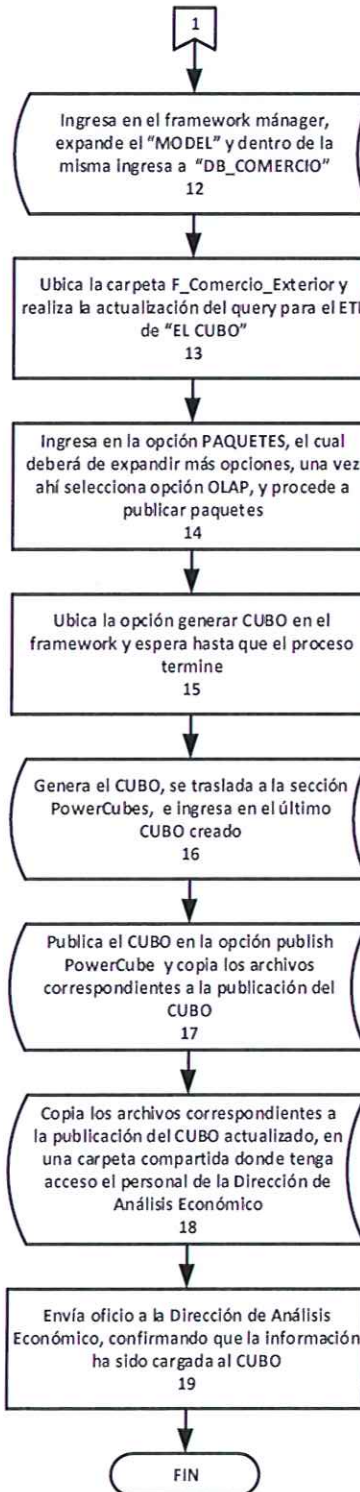 1
Ingresa en el framework mánager,
expande el “MODEL” y dentro de la
misma ingresa a “DB_COMERCIO”
12
Ubica la carpeta F_Comercio_Exterior y
realiza la actualización del query para el ETL
de “EL CUBO”
13
Ingresa en la opción PAQUETES, el cual
deberá de expandir más opciones, una vez
ahí selecciona opción OLAP, y procede a
publicar paquetes
14
Ubica la opción generar CUBO en el
framework y espera hasta que el proceso
termine
15
Genera el CUBO, se traslada a la sección
PowerCubes, e ingresa en el último
CUBO creado
16
Publica el CUBO en la opción publish
PowerCube y copia los archivos
correspondientes a la publicación del
CUBO
17
Copia los archivos correspondientes a
la publicación del CUBO actualizado, en
una carpeta compartida donde tenga
acceso el personal de la Dirección de
Análisis Económico
18
Envía oficio a la Dirección de Análisis
Económico, confirmando que la información
ha sido cargada al CUBO
19
FIN